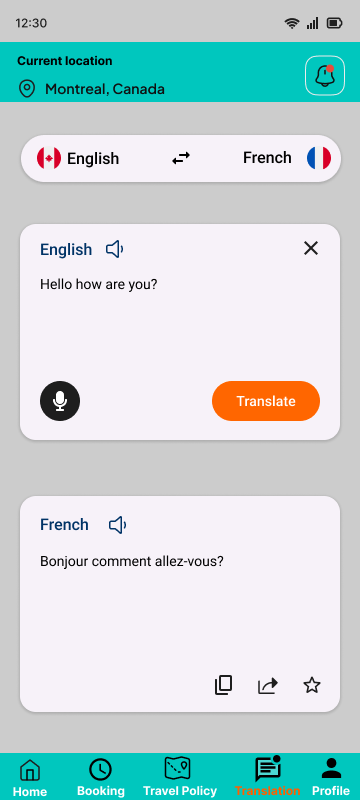 12:30
Current location
Montreal, Canada
English French
English
Hello how are you?
Translate
French
Bonjour comment allez-vous?
Home Booking Travel Policy Translation Profile